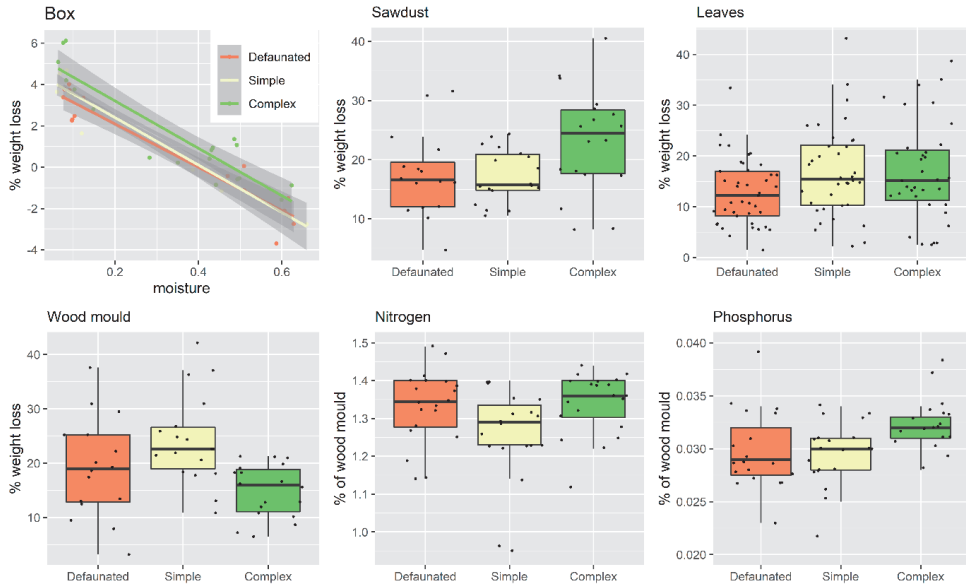 Box
% weight loss
6
4
2
0
-2
-4
0.2
0.4
0.6
moisture
Defaunated
Simple
Complex
Sawdust
% weight loss
40
30
20
10
Defaunated
Simple
Complex
Leaves
% weight loss
40
30
20
10
0
Defaunated
Simple
Complex
Wood mould
% weight loss
40
30
20
10
Defaunated
Simple
Complex
Nitrogen
% of wood mould
1.5
1.4
1.3
1.2
1.1
1.0
Defaunated
Simple
Complex
Phosphorus
% of wood mould
0.040
0.035
0.030
0.025
0.020
Defaunated
Simple
Complex